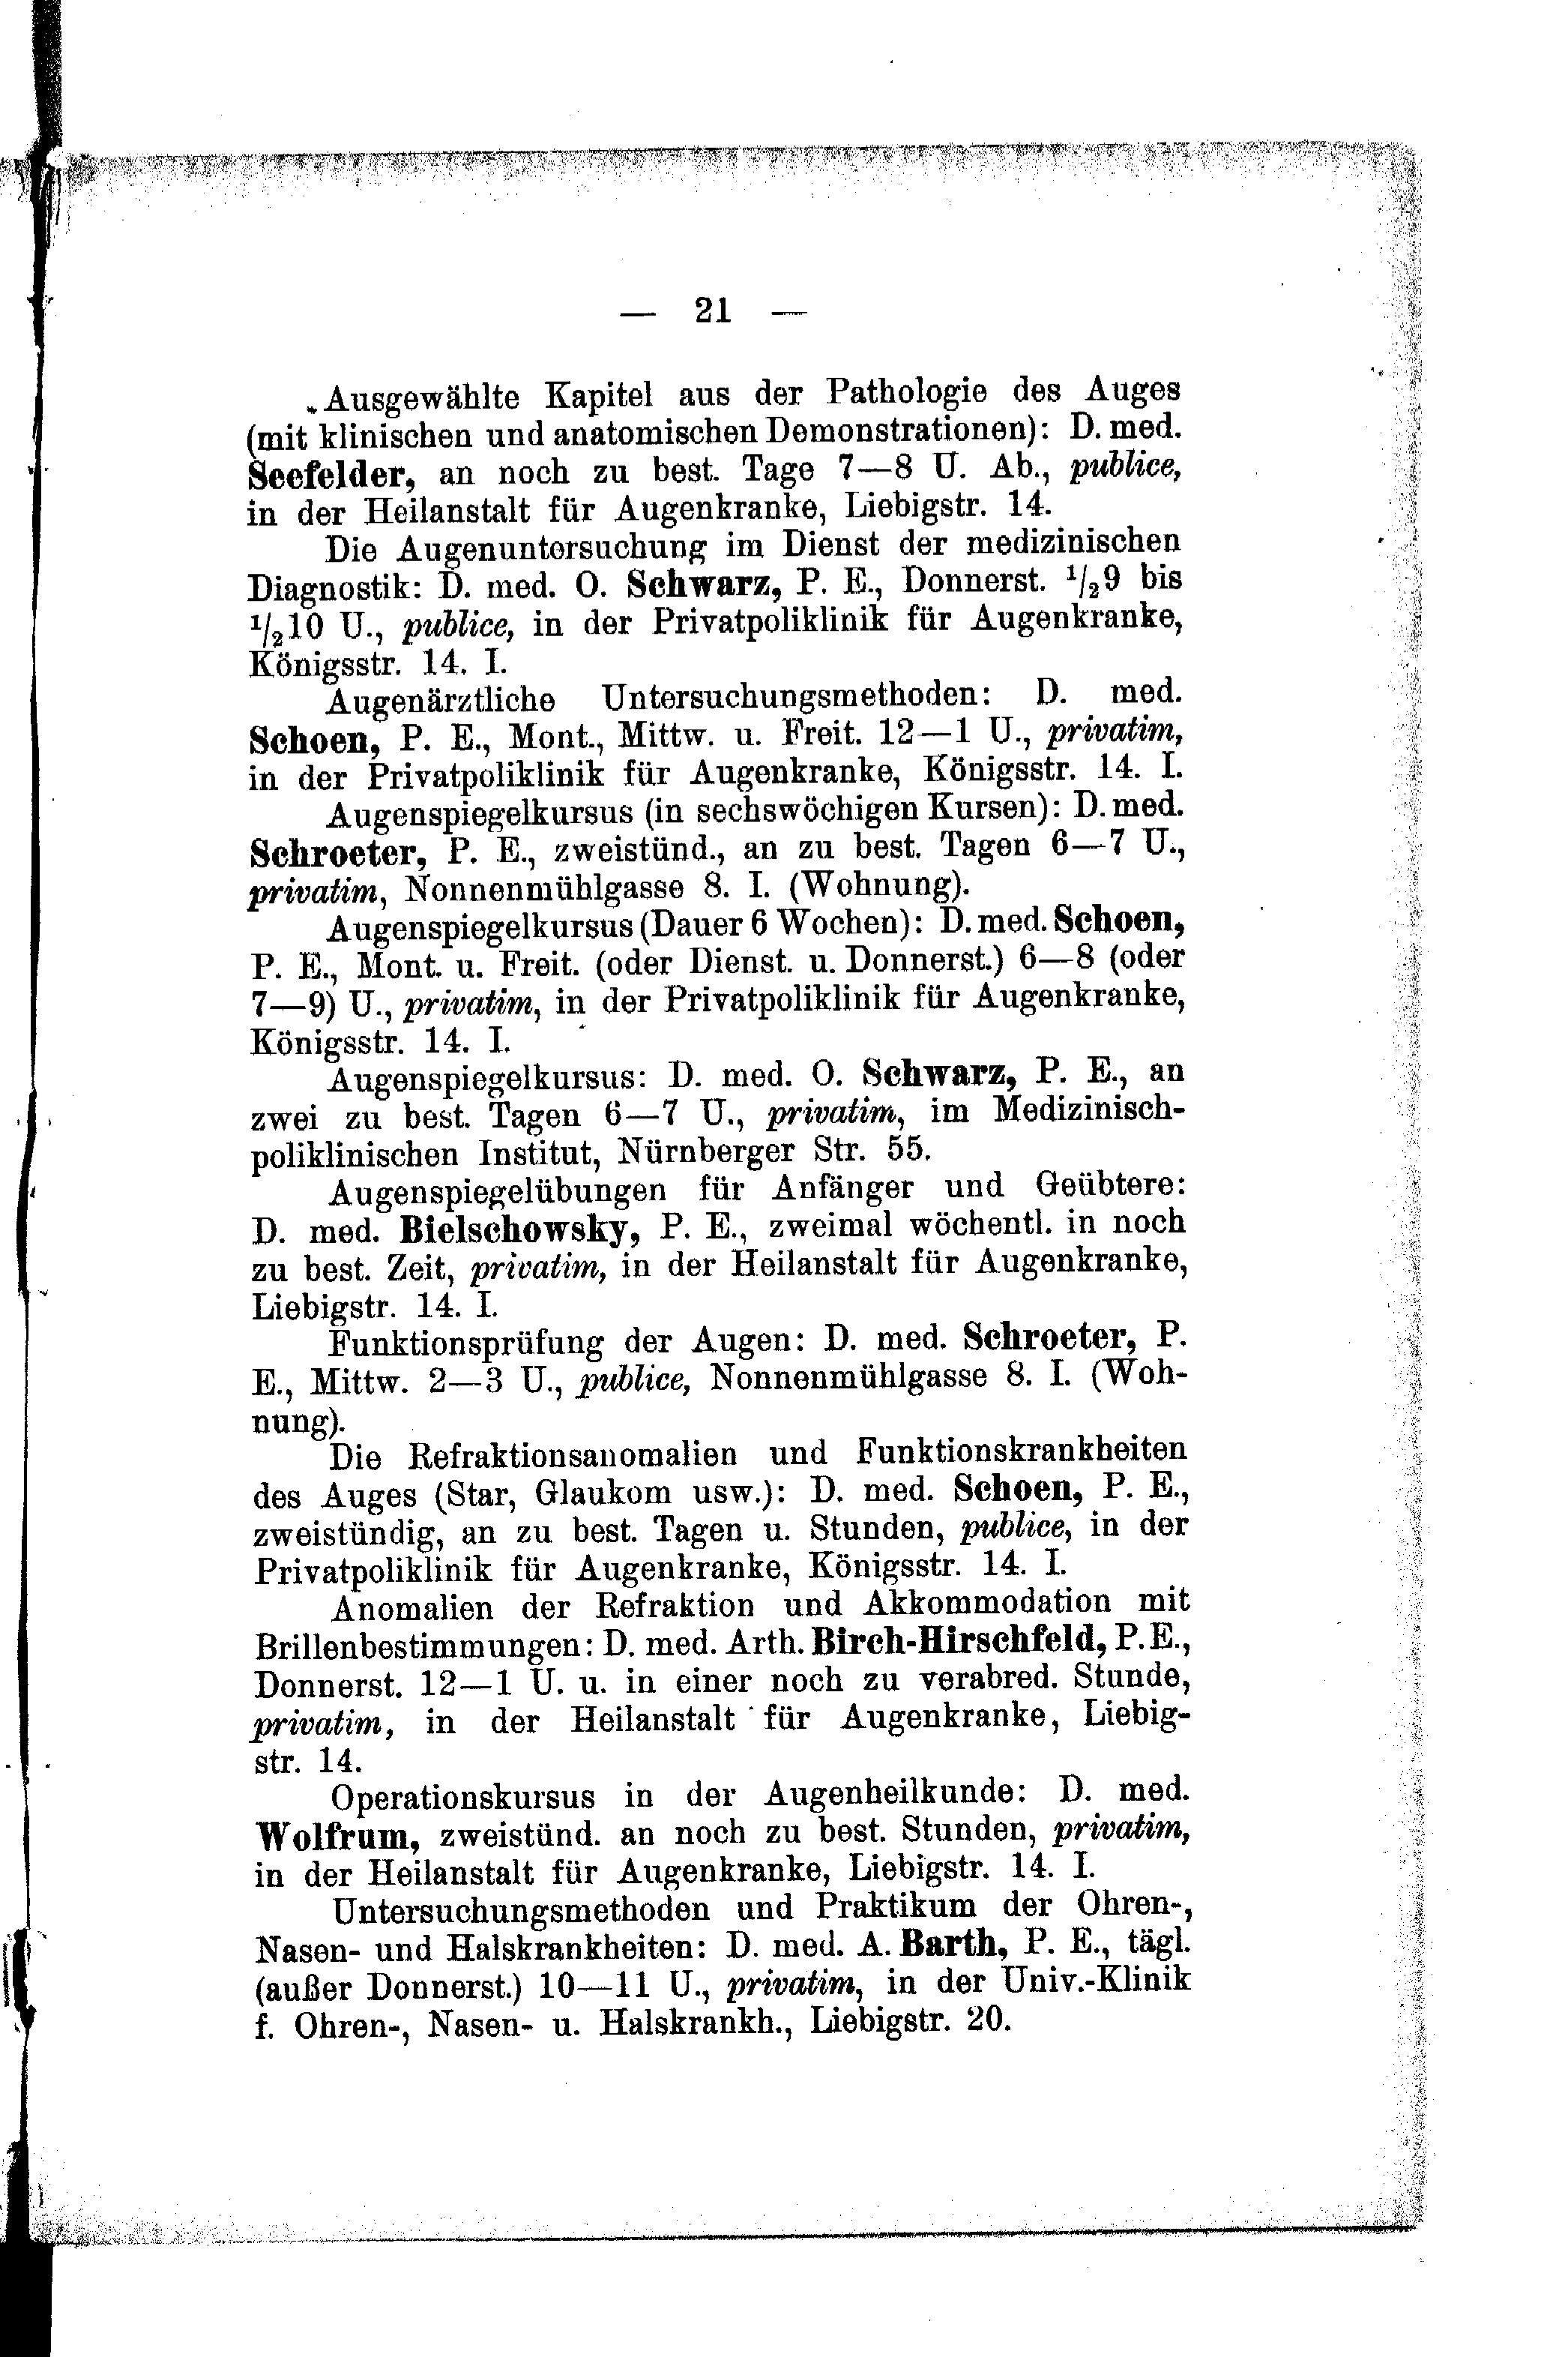 — 21 —
Ausgewählte Kapitel aus der Pathologie des Auges
(mit klinischen und anatomischen Demonstrationen): D. med.
Seefelder, an noch zu best. Tage 7—8 U. Ab., publice,
in der Heilanstalt für Augenkranke, Liebigstr. 14.
Die Augenuntersuchung im Dienst der medizinischen
Diagnostik: D. med. O. Schwarz, P. E., Donnerst. 1/29 bis
1/210 U., publice, in der Privatpoliklinik für Augenkranke,
Königsstr. 14. I.
Augenärztliche Untersuchungsmethoden: D. med.
Schoen, P. E., Mont., Mittw. u. Freit. 12—1 U., privatim,
in der Privatpoliklinik für Augenkranke, Königsstr. 14. I.
Augenspiegelkursus (in sechswöchigen Kursen): D. med.
Schroeter, P. E., zweistünd., an zu best. Tagen 6—7 U.,
privatim, Nonnenmühlgasse 8. I. (Wohnung).
Augenspiegelkursus (Dauer 6 Wochen): D. med. Schoen,
P. E., Mont. u. Freit. (oder Dienst. u. Donnerst.) 6—8 (oder
7—9) U., privatim, in der Privatpoliklinik für Augenkranke,
Königsstr. 14. I.
Augenspiegelkursus: D. med. O. Schwarz, P. E., an
zwei zu best. Tagen 6—7 U., privatim, im Medizinisch-
poliklinischen Institut, Nürnberger Str. 55.
Augenspiegelübungen für Anfänger und Geübtere:
D. med. Bielschowsky, P. E., zweimal wöchentl. in noch
zu best. Zeit, privatim, in der Heilanstalt für Augenkranke,
Liebigstr. 14. I.
Funktionsprüfung der Augen: D. med. Schroeter, P.
E., Mittw. 2—3 U., publice, Nonnenmühlgasse 8. I. (Woh-
nung).
Die Refraktionsanomalien und Funktionskrankheiten
des Auges (Star, Glaukom usw.): D. med. Schoen, P. E.,
zweistündig, an zu best. Tagen u. Stunden, publice, in der
Privatpoliklinik für Augenkranke, Königsstr. 14. I.
Anomalien der Refraktion und Akkommodation mit
Brillenbestimmungen: D. med. Arth. Birch-Hirschfeld, P. E.,
Donnerst. 12—1 U. u. in einer noch zu verabred. Stunde,
privatim, in der Heilanstalt für Augenkranke, Liebig-
str. 14.
Operationskursus in der Augenheilkunde: D. med.
Wolfrum, zweistünd. an noch zu best. Stunden, privatim,
in der Heilanstalt für Augenkranke, Liebigstr. 14. I.
Untersuchungsmethoden und Praktikum der Ohren-,
Nasen- und Halskrankheiten: D. med. A. Barth, P. E., tägl.
(außer Donnerst.) 10—11 U., privatim, in der Univ.-Klinik
f. Ohren-, Nasen- u. Halskrankh., Liebigstr. 20.